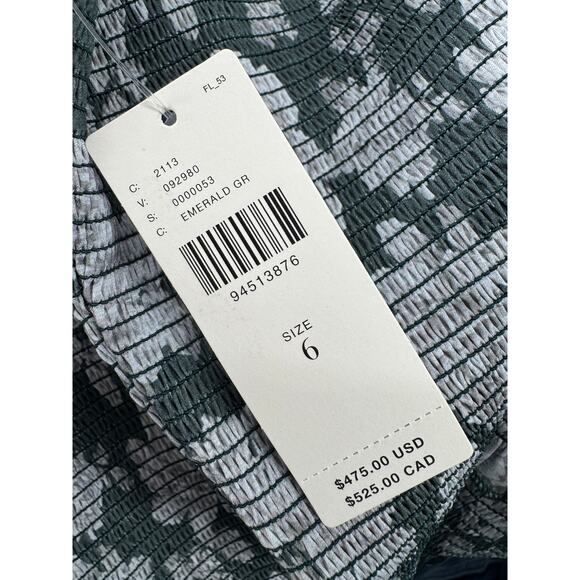 FL_53
C: 2113
V: 092980
S: 0000053
C: EMERALD GR
94513876
SIZE
6
$475.00 USD
$525.00 CAD